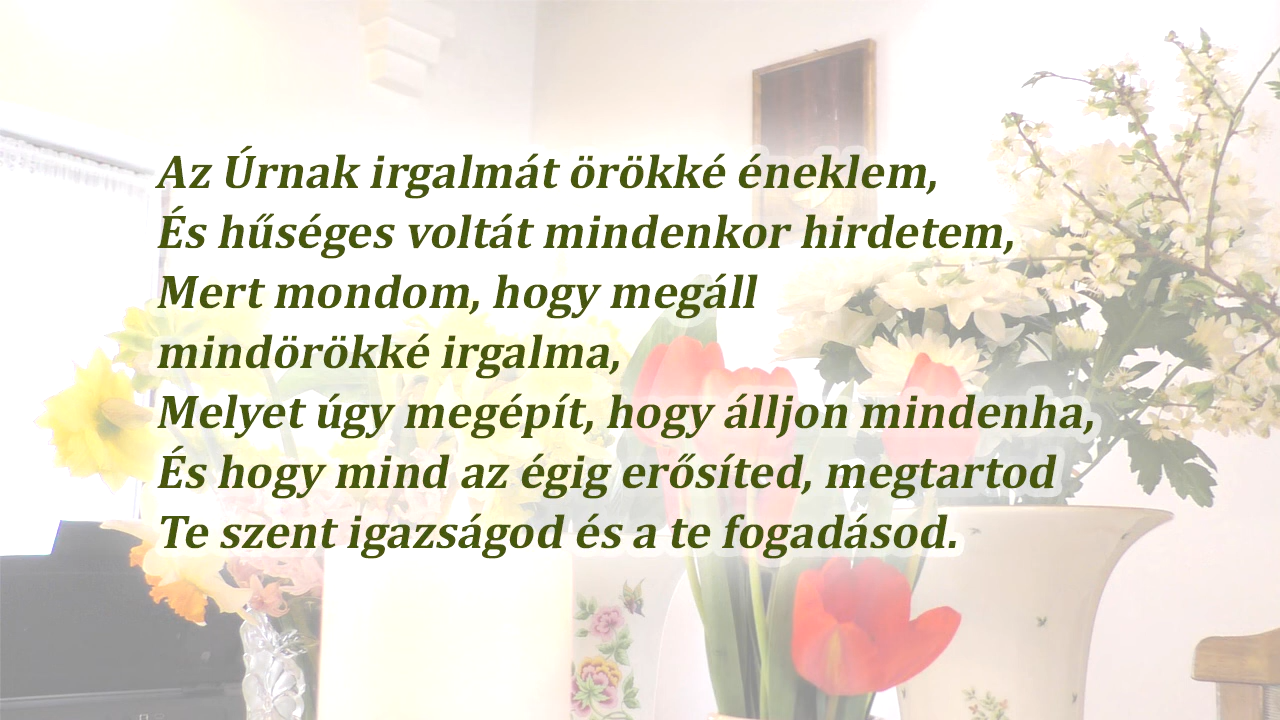 Az Úrnak irgalmát örökké éneklem,
És hűséges voltát mindenkor hirdetem,
Mert mondom, hogy megáll
mindörökké irgalma,
Melyet úgy megépít, hogy álljon mindenha,
És hogy mind az égig erősíted, megtartod
Te szent igazságod és a te fogadásod.